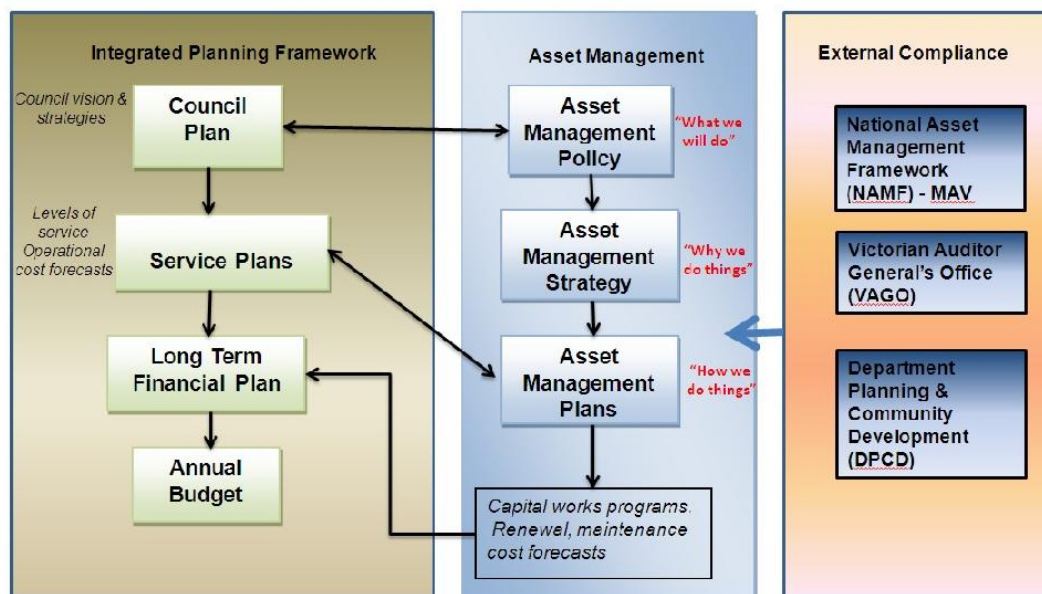 Integrated Planning Framework
Council vision &
strategies
Council
Plan
Levels of
service
Operational
cost forecasts
Service Plans
Long Term
Financial Plan
Annual
Budget
Asset Management
Asset
Management
Policy
“What we
will do”
Asset
Management
Strategy
“Why we
do things”
Asset
Management
Plans
“How we
do things”
Capital works programs.
Renewal, maintenance
cost forecasts
External Compliance
National Asset
Management
Framework
(NAMF) - MAV
Victorian Auditor
General’s Office
(VAGO)
Department
Planning &
Community
Development
(DPCD)